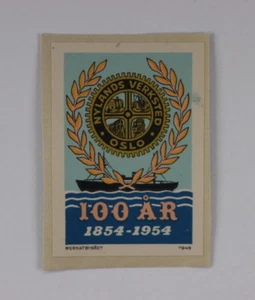 NYLANDS VERKSTED
OSLO
100 ÅR
1854-1954